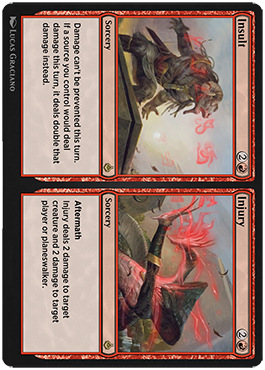 Insult
2
Sorcery
Damage can't be prevented this turn.
If a source you control would deal
damage this turn, it deals double that
damage instead.
LUCAS GRACIANO
Injury
2
Sorcery
Aftermath
Injury deals 2 damage to target
creature and 2 damage to target
player or planeswalker.